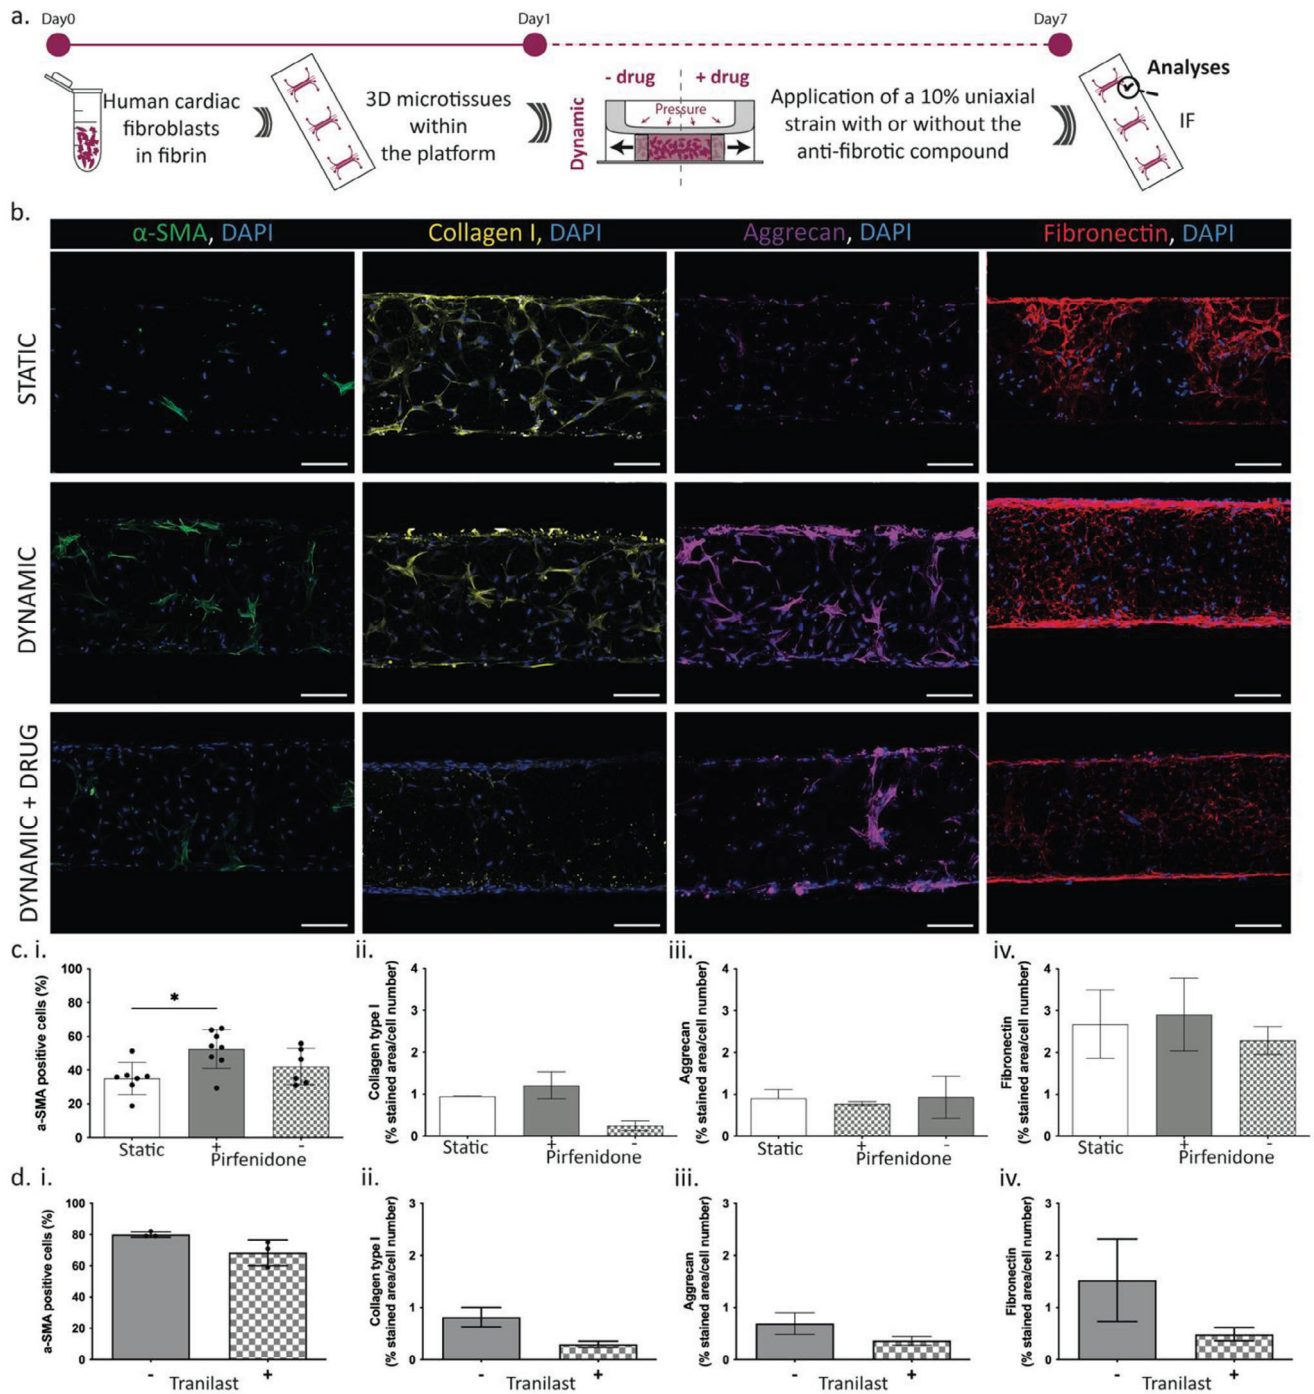 a.
Day0
Day1
Day7
Human cardiac
fibroblasts
in fibrin
3D microtissues
within
the platform
Dynamic
- drug
+ drug
Pressure
Application of a 10% uniaxial
strain with or without the
anti-fibrotic compound
Analyses
IF
b.
α-SMA, DAPI
Collagen I, DAPI
Aggrecan, DAPI
Fibronectin, DAPI
STATIC
DYNAMIC
DYNAMIC + DRUG
c. i.
a-SMA positive cells (%)
100
80
60
40
20
0
*
Static
+
-
Pirfenidone
ii.
Collagen type I
(% stained area/cell number)
4
3
2
1
0
Static
+
-
Pirfenidone
iii.
Aggrecan
(% stained area/cell number)
4
3
2
1
0
Static
+
-
Pirfenidone
iv.
Fibronectin
(% stained area/cell number)
4
3
2
1
0
Static
+
-
Pirfenidone
d. i.
a-SMA positive cells (%)
100
80
60
40
20
0
-
+
Tranilast
ii.
Collagen type I
(% stained area/cell number)
3
2
1
0
-
+
Tranilast
iii.
Aggrecan
(% stained area/cell number)
3
2
1
0
-
+
Tranilast
iv.
Fibronectin
(% stained area/cell number)
3
2
1
0
-
+
Tranilast